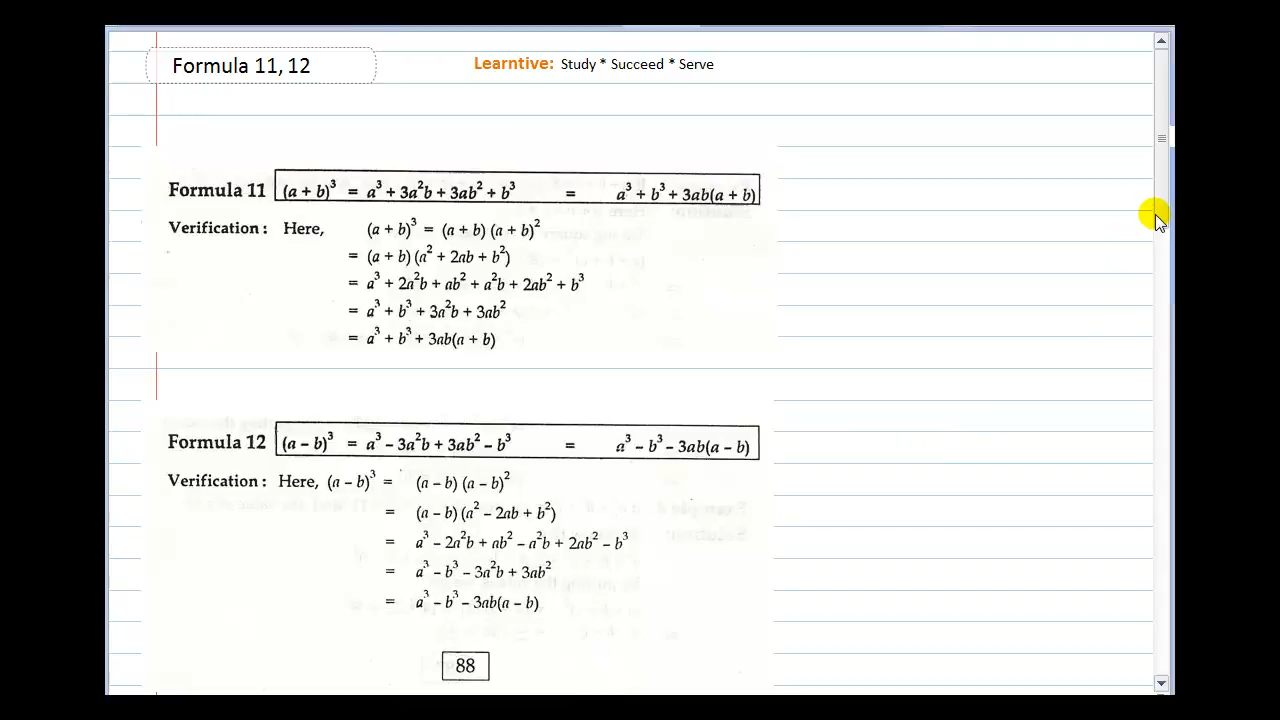 Formula 11, 12
Learntive: Study * Succeed * Serve
Formula 11 (a + b)³ = a³ + 3a²b + 3ab² + b³ = a³ + b³ + 3ab(a + b)
Verification : Here, (a + b)³ = (a + b) (a + b)²
= (a + b) (a² + 2ab + b²)
= a³ + 2a²b + ab² + a²b + 2ab² + b³
= a³ + b³ + 3a²b + 3ab²
= a³ + b³ + 3ab(a + b)
Formula 12 (a – b)³ = a³ – 3a²b + 3ab² – b³ = a³ – b³ – 3ab(a – b)
Verification : Here, (a – b)³ = (a – b) (a – b)²
= (a – b) (a² – 2ab + b²)
= a³ – 2a²b + ab² – a²b + 2ab² – b³
= a³ – b³ – 3a²b + 3ab²
= a³ – b³ – 3ab(a – b)
88